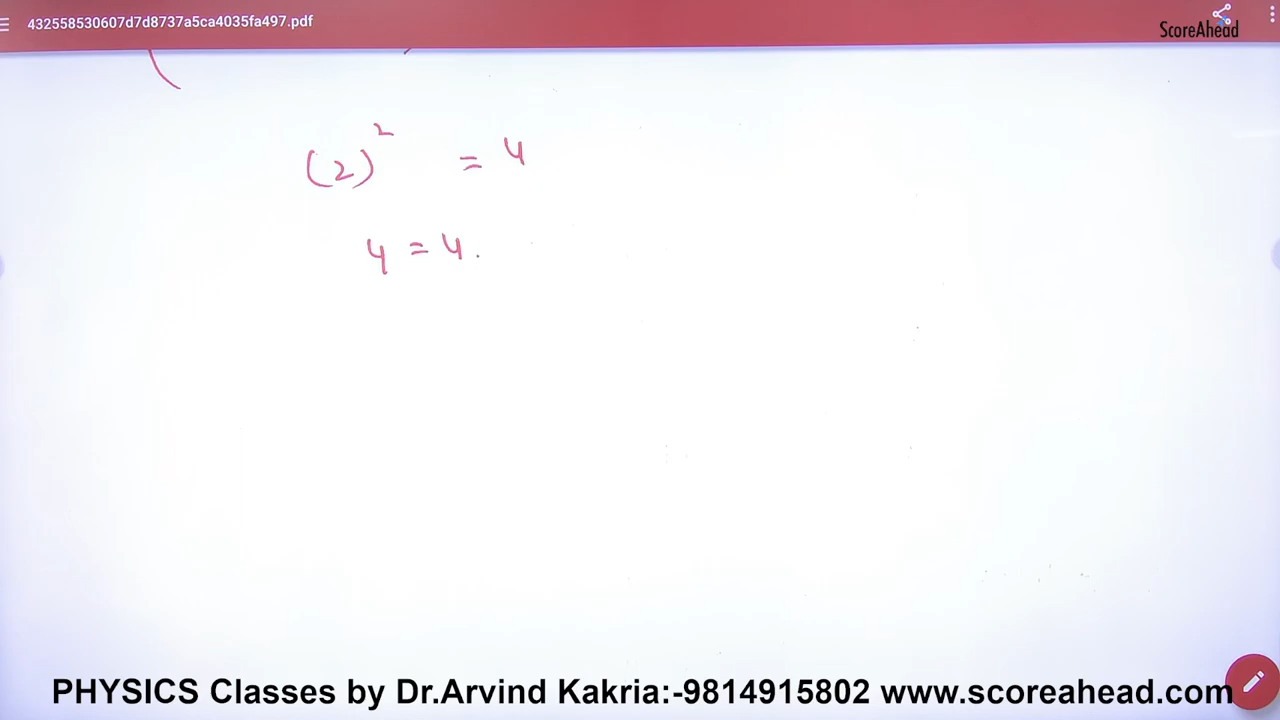 432558530607d7d8737a5ca4035fa497.pdf
ScoreAhead
(2)² = 4
4 = 4.
PHYSICS Classes by Dr.Arvind Kakria:-9814915802 www.scoreahead.com